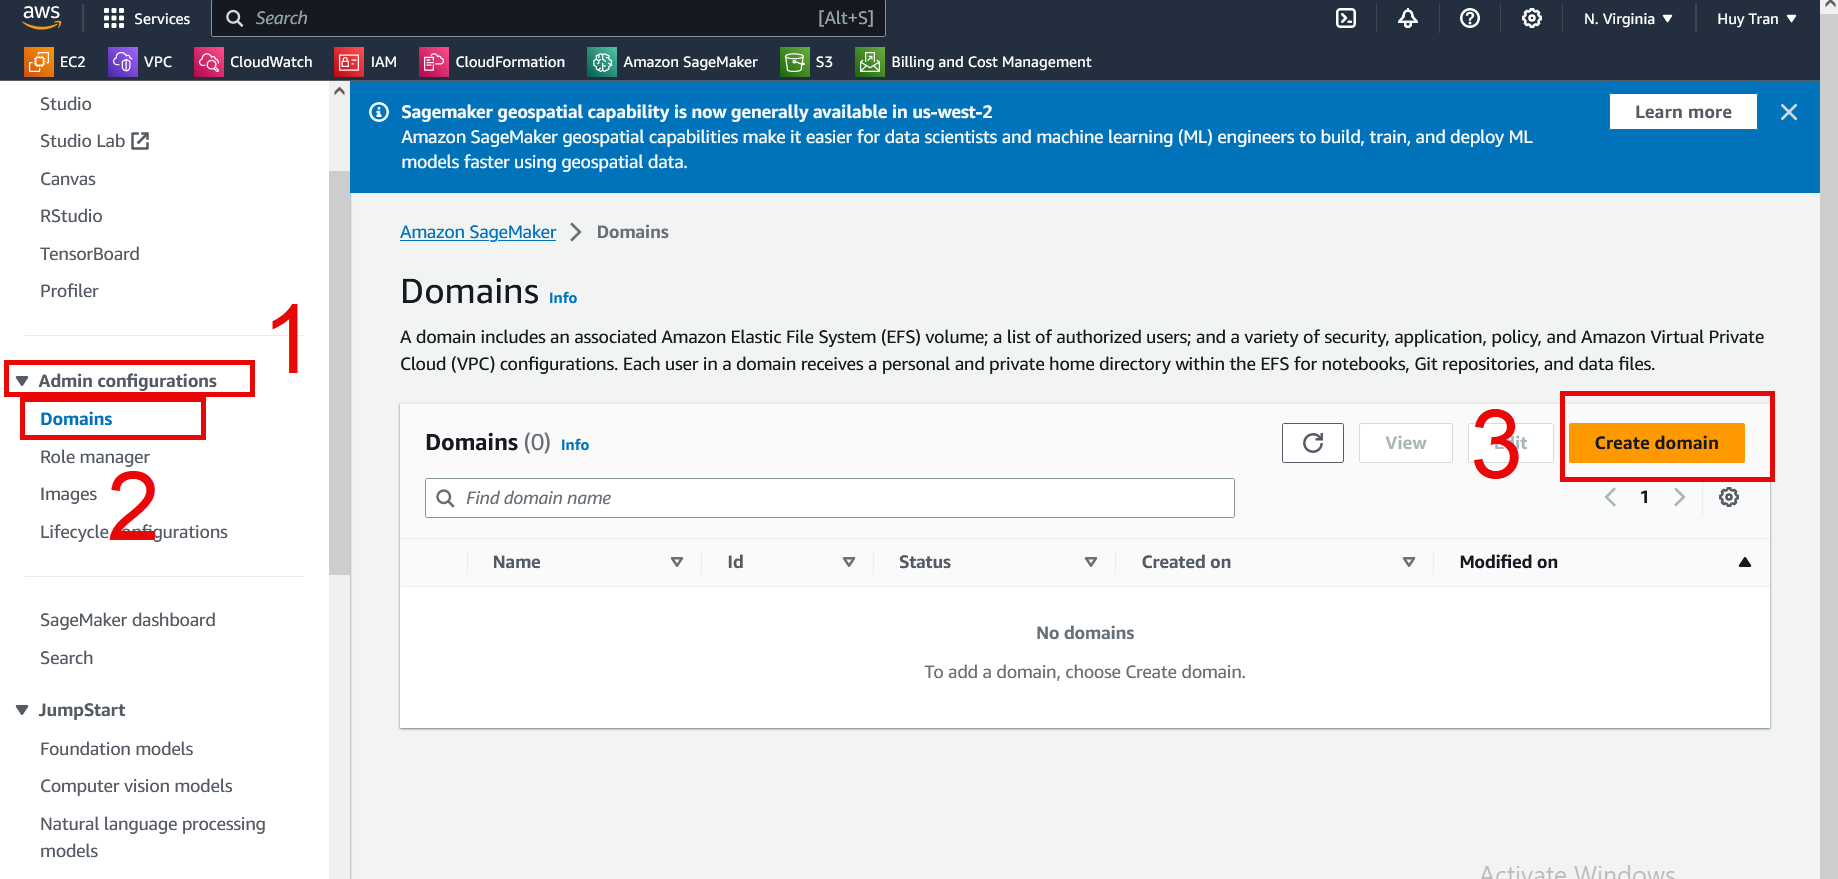 aws
Services
Search
[Alt+S]
N. Virginia
Huy Tran
EC2
VPC
CloudWatch
IAM
CloudFormation
Amazon SageMaker
S3
Billing and Cost Management
Studio
Studio Lab
Canvas
RStudio
TensorBoard
Profiler
1
Admin configurations
Domains
Role manager
Images
2
Lifecycle configurations
SageMaker dashboard
Search
JumpStart
Foundation models
Computer vision models
Natural language processing
models
Sagemaker geospatial capability is now generally available in us-west-2
Amazon SageMaker geospatial capabilities make it easier for data scientists and machine learning (ML) engineers to build, train, and deploy ML
models faster using geospatial data.
Learn more
Amazon SageMaker
Domains
Domains Info
A domain includes an associated Amazon Elastic File System (EFS) volume; a list of authorized users; and a variety of security, application, policy, and Amazon Virtual Private
Cloud (VPC) configurations. Each user in a domain receives a personal and private home directory within the EFS for notebooks, Git repositories, and data files.
Domains (0) Info
View
3
Create domain
Find domain name
1
Name
Id
Status
Created on
Modified on
No domains
To add a domain, choose Create domain.
Activate Windows